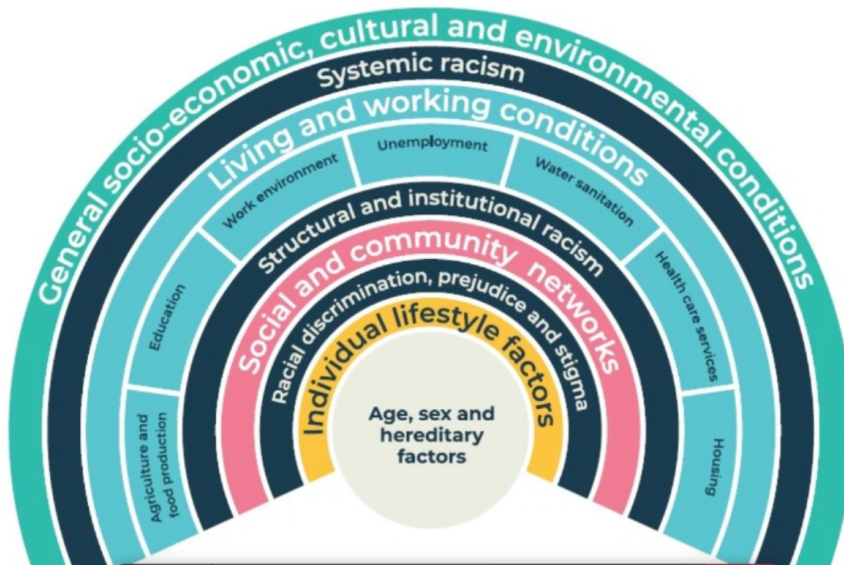 General socio-economic, cultural and environmental conditions
Systemic racism
Living and working conditions
Agriculture and
food production
Education
Work environment
Unemployment
Water sanitation
Health care services
Housing
Structural and institutional racism
Social and community networks
Racial discrimination, prejudice and stigma
Individual lifestyle factors
Age, sex and
hereditary
factors